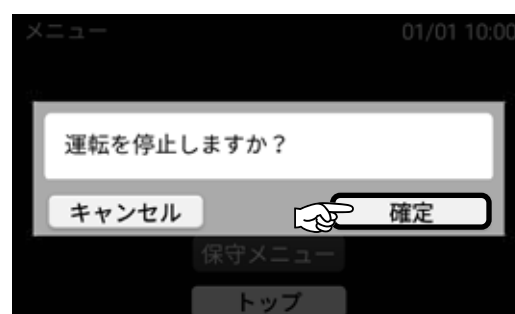 メニュー 01/01 10:00
運転を停止しますか？
キャンセル 確定
保守メニュー
トップ